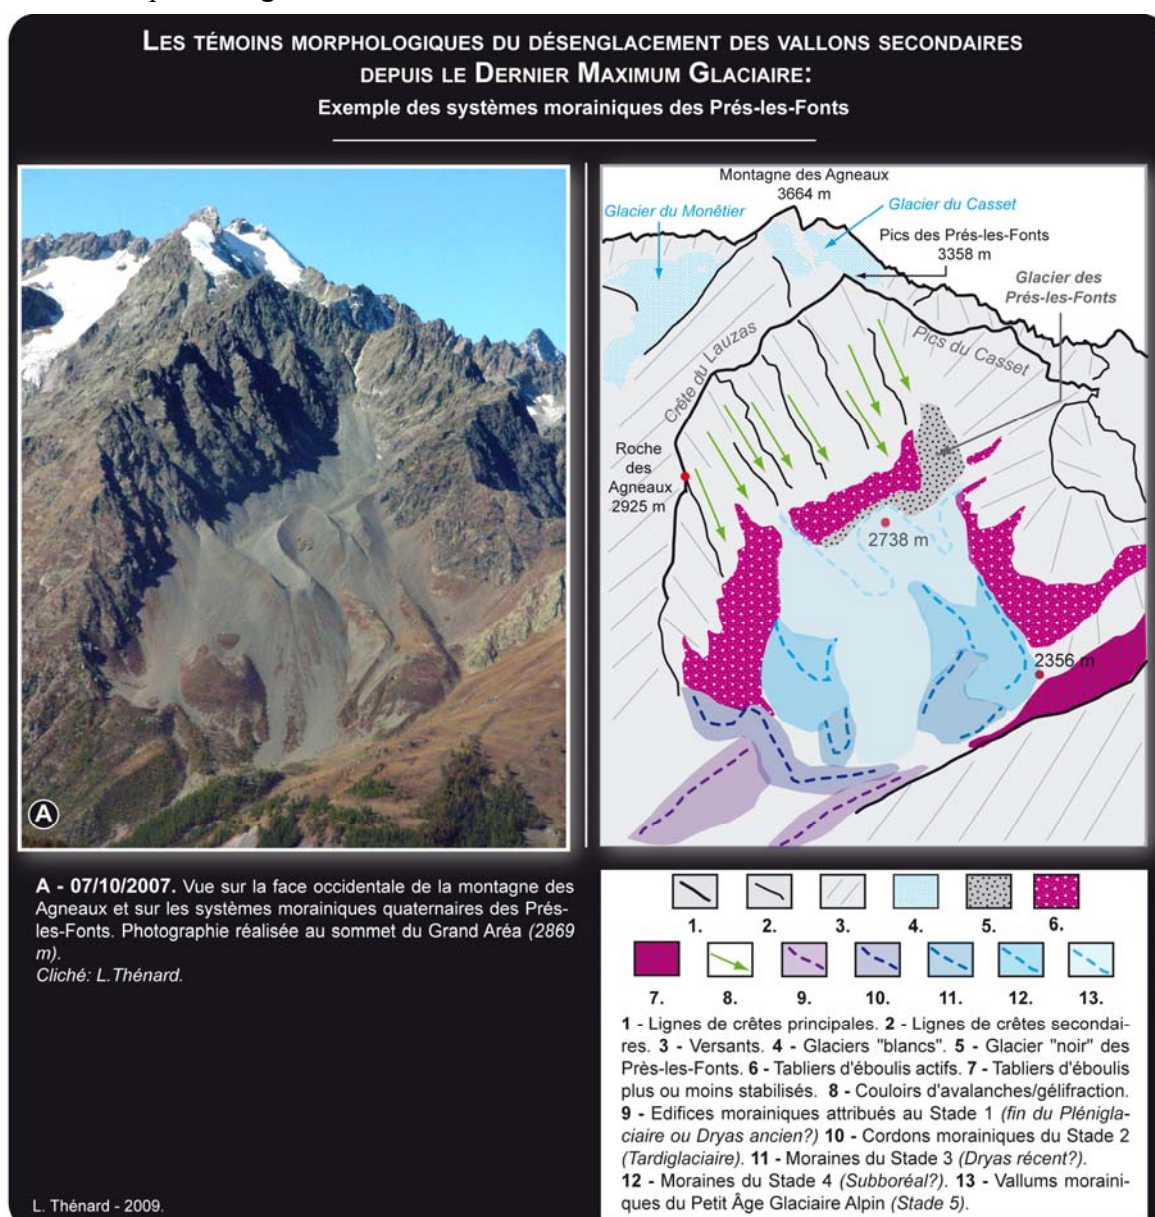 LES TÉMOINS MORPHOLOGIQUES DU DÉSENGLACEMENT DES VALLONS SECONDAIRES
DEPUIS LE DERNIER MAXIMUM GLACIAIRE:
Exemple des systèmes morainiques des Prés-les-Fonts
A
Montagne des Agneaux
3664 m
Glacier du Monêtier
Glacier du Casset
Pics des Prés-les-Fonts
3358 m
Glacier des
Prés-les-Fonts
Crête du Lauzas
Pics du Casset
Roche
des
Agneaux
2925 m
2738 m
2356 m
A - 07/10/2007. Vue sur la face occidentale de la montagne des
Agneaux et sur les systèmes morainiques quaternaires des Prés-
les-Fonts. Photographie réalisée au sommet du Grand Aréa (2869
m).
Cliché: L.Thénard.
L. Thénard - 2009.
1. 2. 3. 4. 5. 6.
7. 8. 9. 10. 11. 12. 13.
1 - Lignes de crêtes principales. 2 - Lignes de crêtes secondai-
res. 3 - Versants. 4 - Glaciers "blancs". 5 - Glacier "noir" des
Près-les-Fonts. 6 - Tabliers d'éboulis actifs. 7 - Tabliers d'éboulis
plus ou moins stabilisés. 8 - Couloirs d'avalanches/gélifraction.
9 - Edifices morainiques attribués au Stade 1 (fin du Plénigla-
ciaire ou Dryas ancien?) 10 - Cordons morainiques du Stade 2
(Tardiglaciaire). 11 - Moraines du Stade 3 (Dryas récent?).
12 - Moraines du Stade 4 (Subboréal?). 13 - Vallums moraini-
ques du Petit Âge Glaciaire Alpin (Stade 5).